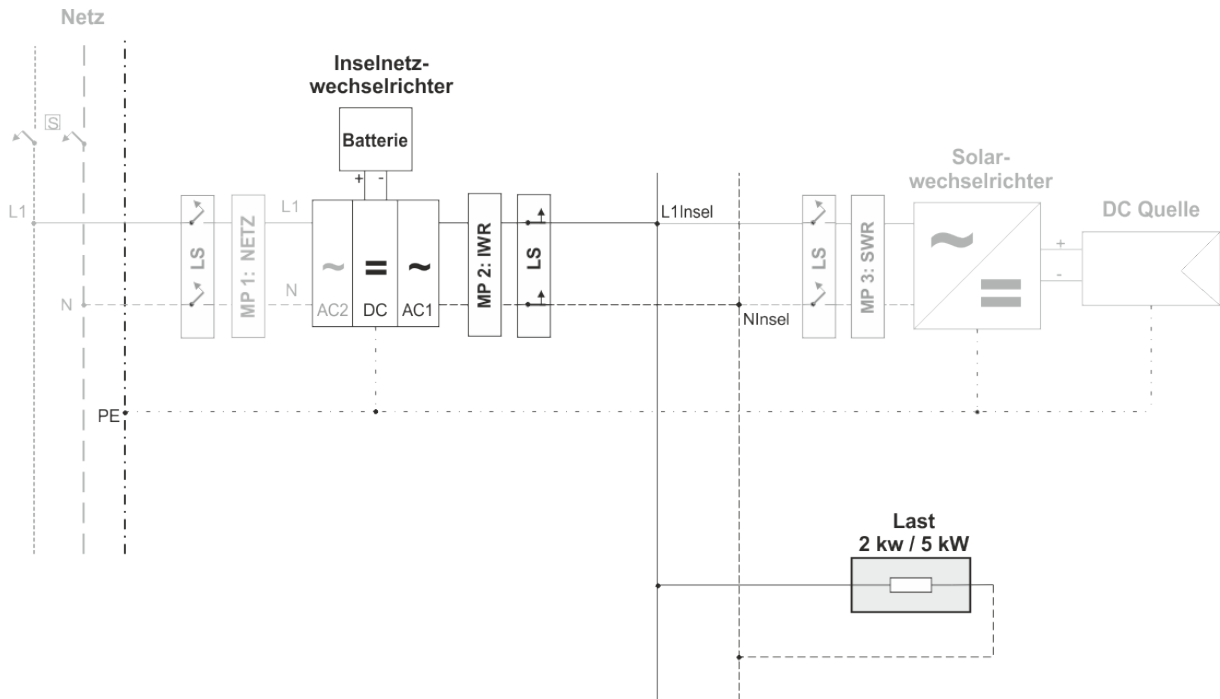 Netz
Inselnetz-
wechselrichter
S
Batterie
+ -
Solar-
wechselrichter
DC Quelle
L1
LS
MP 1: NETZ
L1
N
N
~
=
~
AC2
DC
AC1
MP 2: IWR
LS
L1Insel
NInsel
LS
MP 3: SWR
~
=
+
-
PE
Last
2 kw / 5 kW